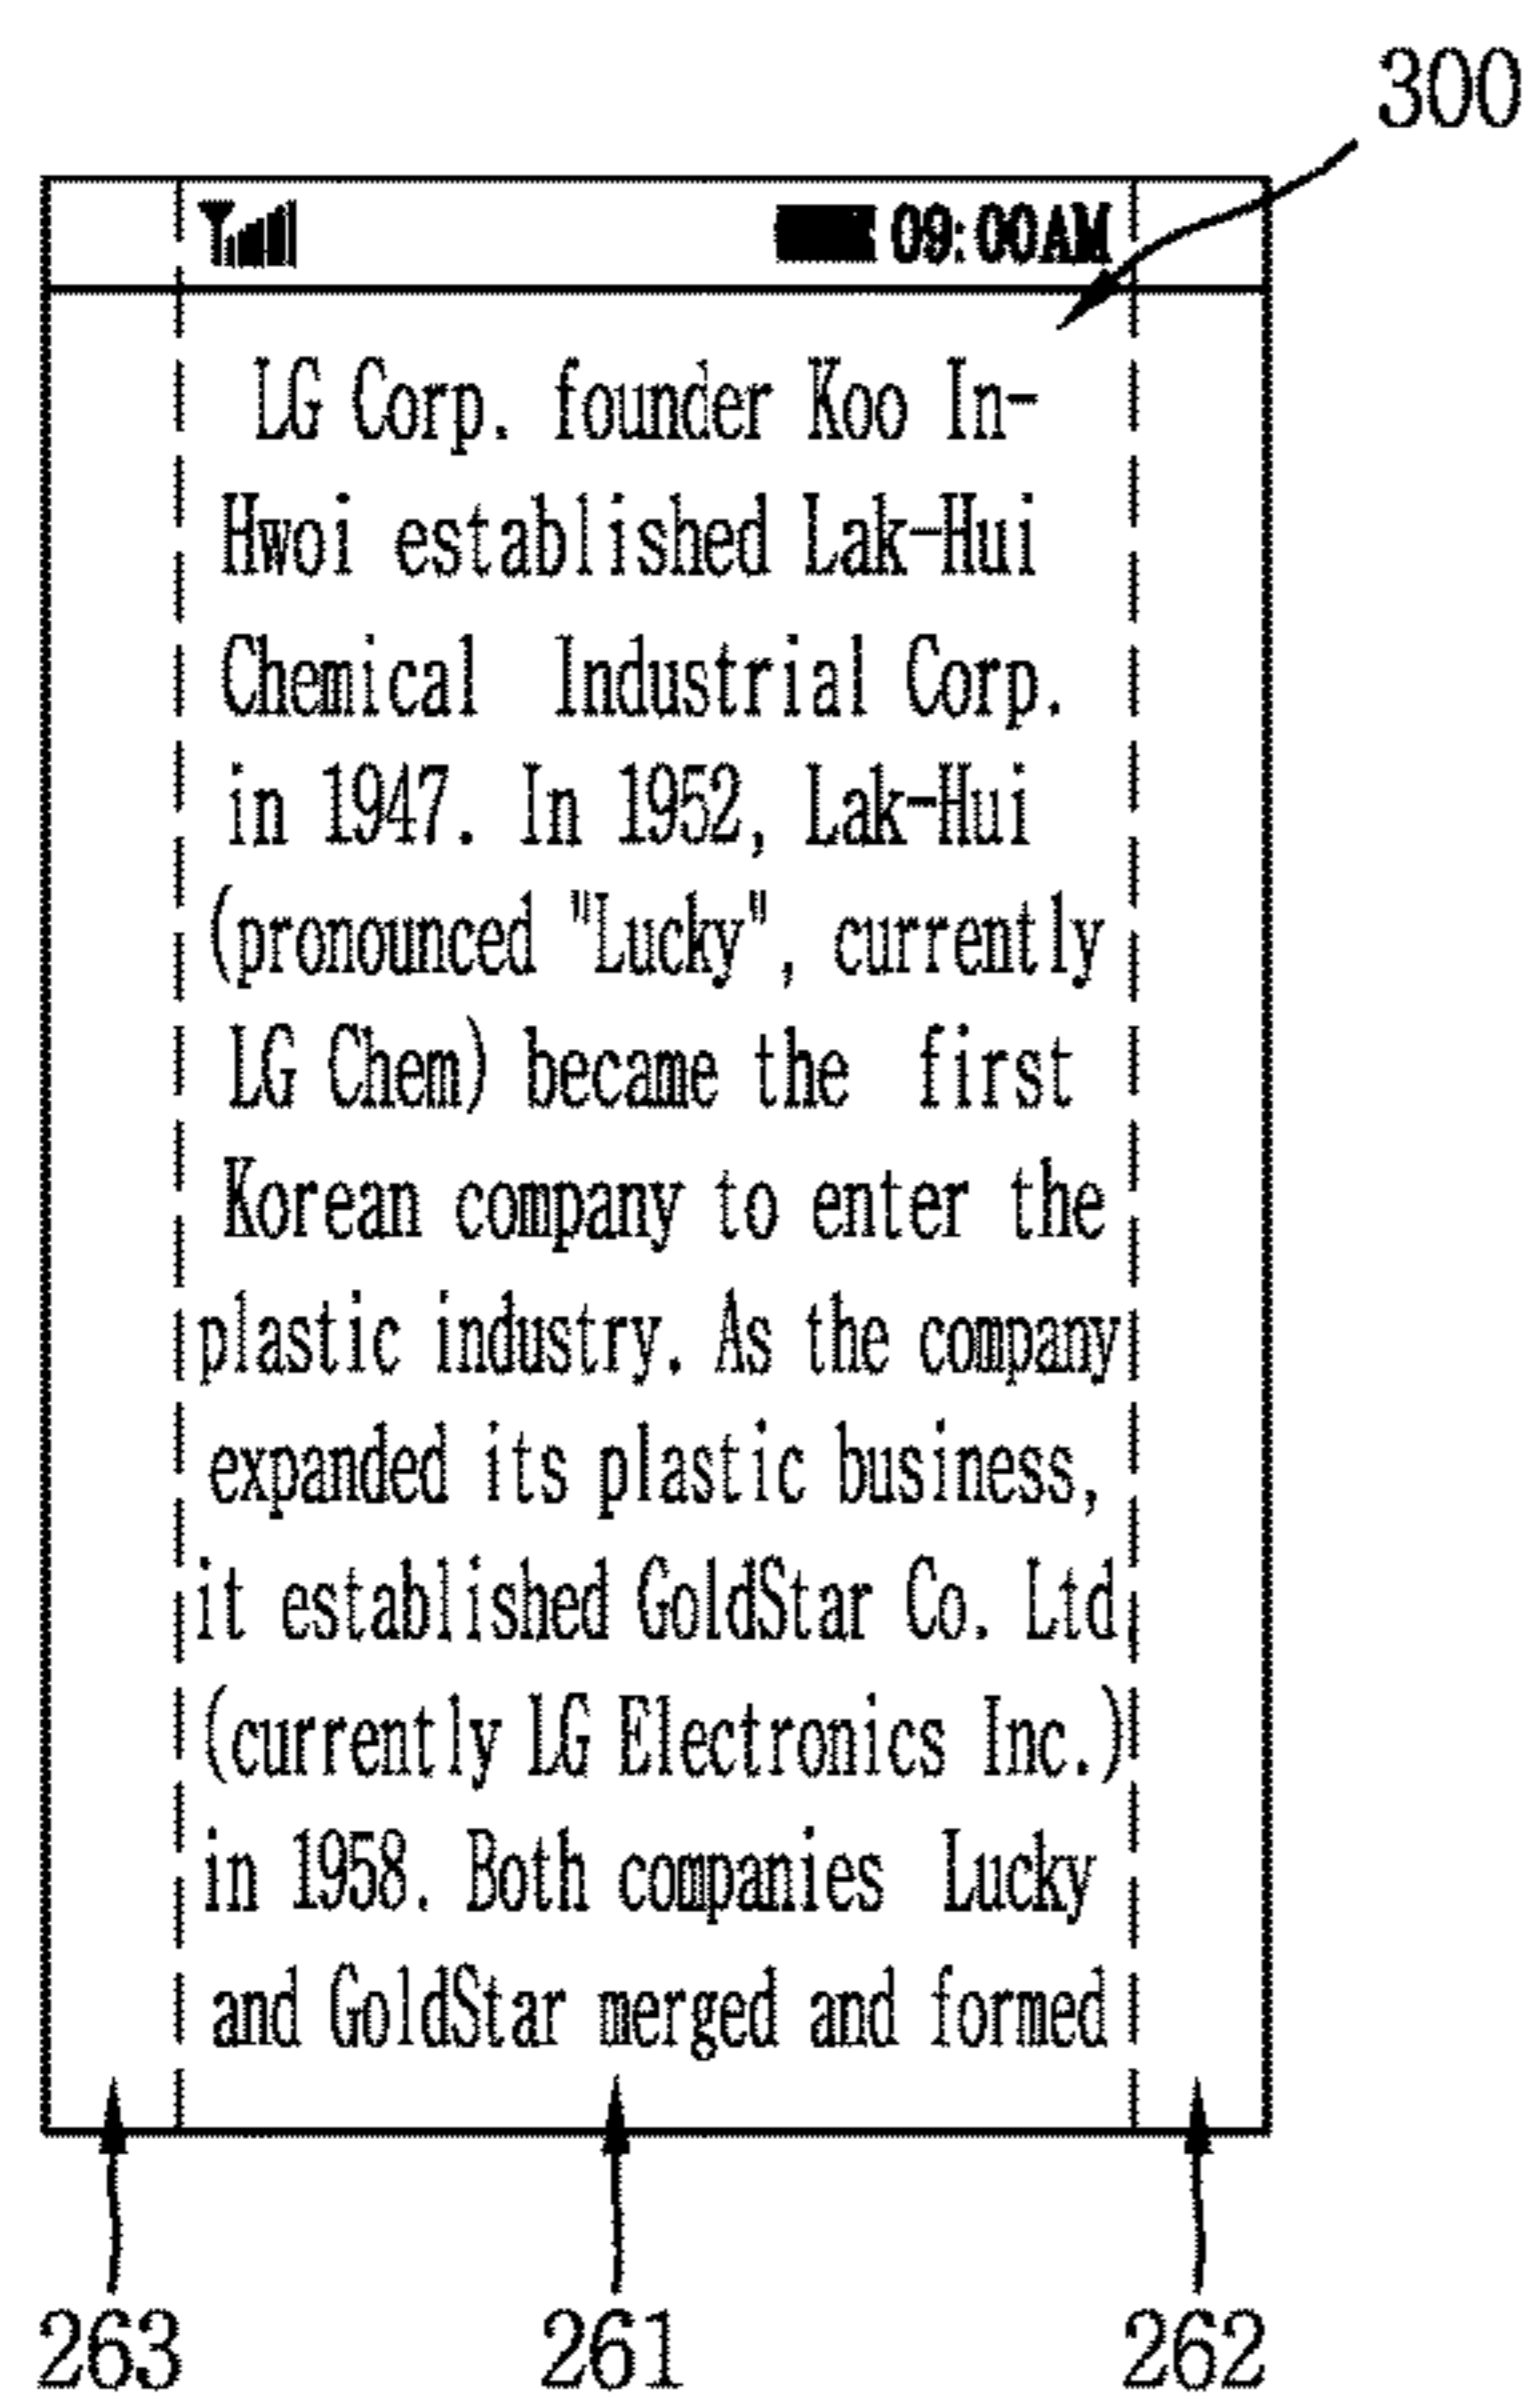 300
09:00AM
LG Corp. founder Koo In-
Hwoi established Lak-Hui
Chemical Industrial Corp.
in 1947. In 1952, Lak-Hui
(pronounced "Lucky", currently
LG Chem) became the first
Korean company to enter the
plastic industry. As the company
expanded its plastic business,
it established GoldStar Co. Ltd
(currently LG Electronics Inc.)
in 1958. Both companies Lucky
and GoldStar merged and formed
263 261 262